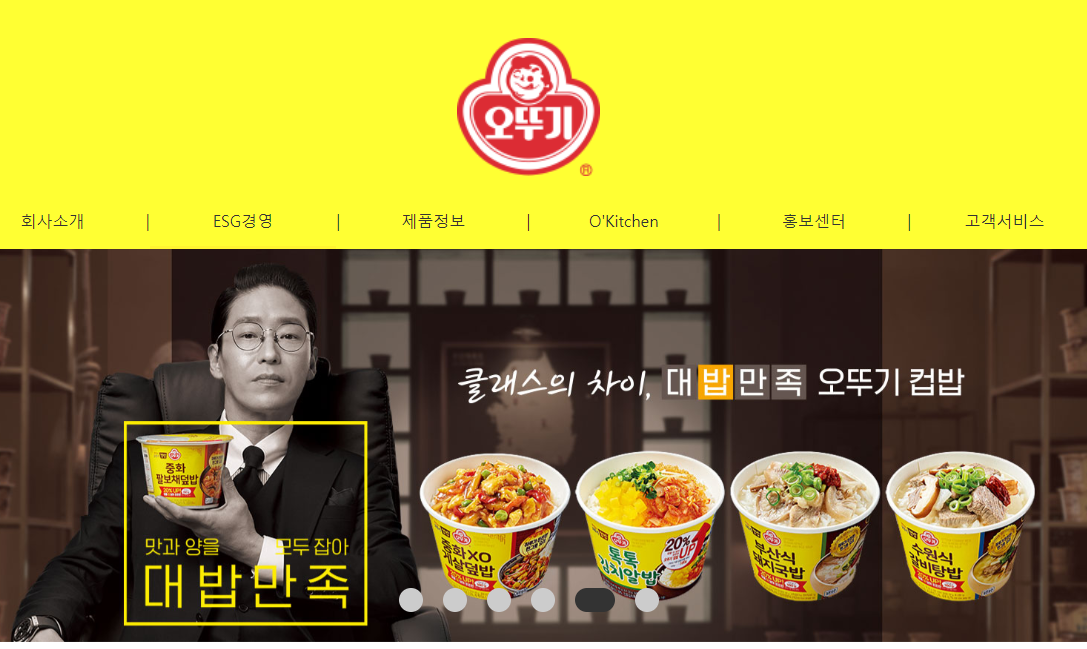 오뚜기
®
회사소개 | ESG경영 | 제품정보 | O'Kitchen | 홍보센터 | 고객서비스
클래스의 차이, 대밥만족 오뚜기 컵밥
중화
팔보채덮밥
맛과 양을 모두 잡아
대밥만족
중화XO
게살덮밥
톡톡
김치알밥
20%
UP
부산식
돼지국밥
수원식
갈비탕밥